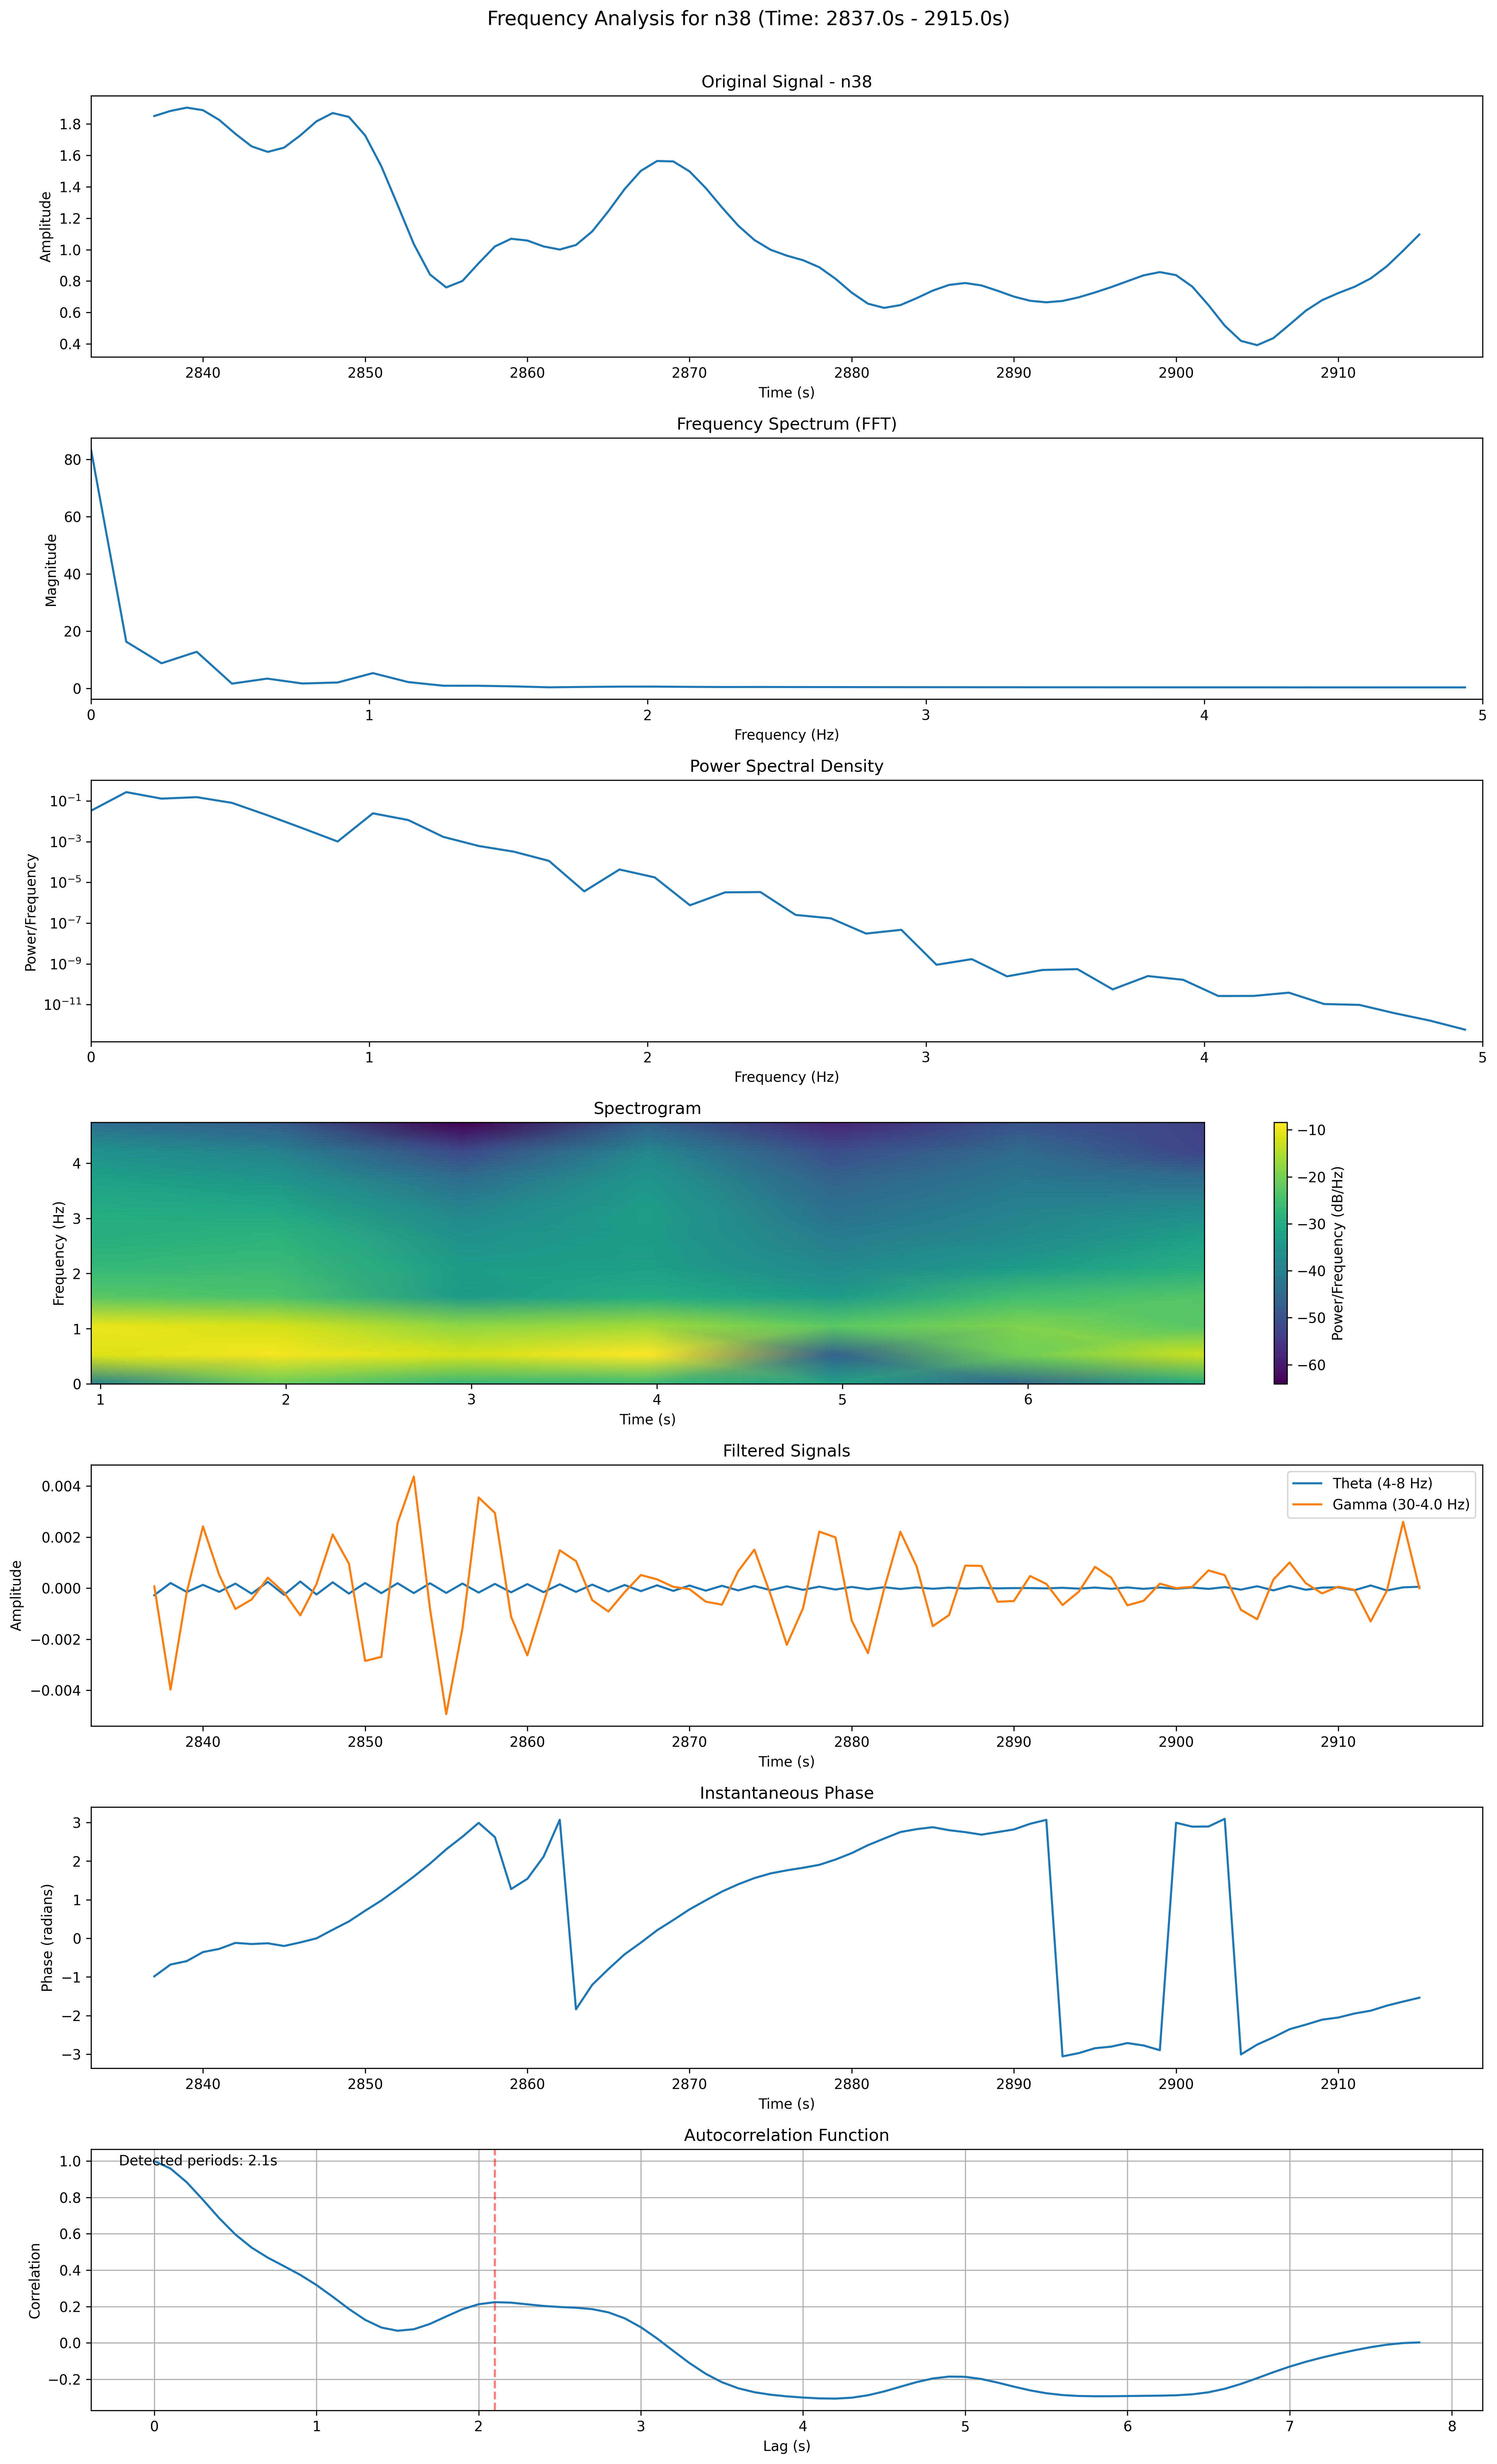 Frequency Analysis for n38 (Time: 2837.0s - 2915.0s)
Original Signal - n38
Amplitude
1.8
1.6
1.4
1.2
1.0
0.8
0.6
0.4
2840 2850 2860 2870 2880 2890 2900 2910
Time (s)
Frequency Spectrum (FFT)
Magnitude
80
60
40
20
0
0 1 2 3 4 5
Frequency (Hz)
Power Spectral Density
Power/Frequency
10⁻¹
10⁻³
10⁻⁵
10⁻⁷
10⁻⁹
10⁻¹¹
0 1 2 3 4 5
Frequency (Hz)
Spectrogram
Frequency (Hz)
4
3
2
1
0
1 2 3 4 5 6
Time (s)
−10
−20
−30
−40
−50
−60
Power/Frequency (dB/Hz)
Filtered Signals
Amplitude
0.004
0.002
0.000
−0.002
−0.004
Theta (4-8 Hz)
Gamma (30-4.0 Hz)
2840 2850 2860 2870 2880 2890 2900 2910
Time (s)
Instantaneous Phase
Phase (radians)
3
2
1
0
−1
−2
−3
2840 2850 2860 2870 2880 2890 2900 2910
Time (s)
Autocorrelation Function
Detected periods: 2.1s
Correlation
1.0
0.8
0.6
0.4
0.2
0.0
−0.2
0 1 2 3 4 5 6 7 8
Lag (s)